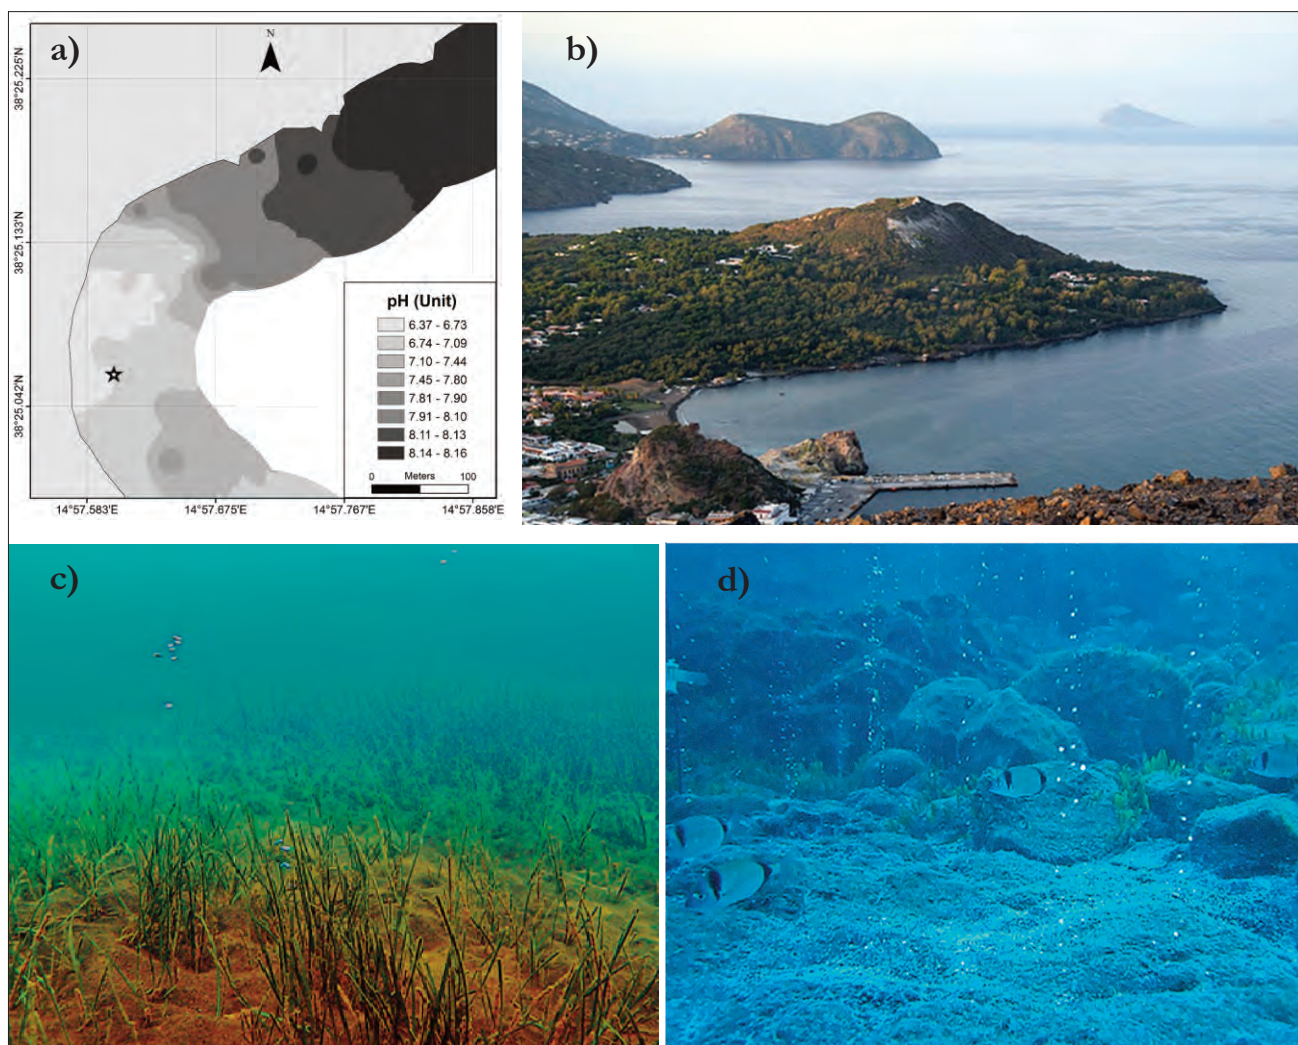 a)
N
38°25.225'N
38°25.133'N
38°25.042'N
pH (Unit)
6.37 - 6.73
6.74 - 7.09
7.10 - 7.44
7.45 - 7.80
7.81 - 7.90
7.91 - 8.10
8.11 - 8.13
8.14 - 8.16
0 Meters 100
14°57.583'E 14°57.675'E 14°57.767'E 14°57.858'E
b)
c)
d)